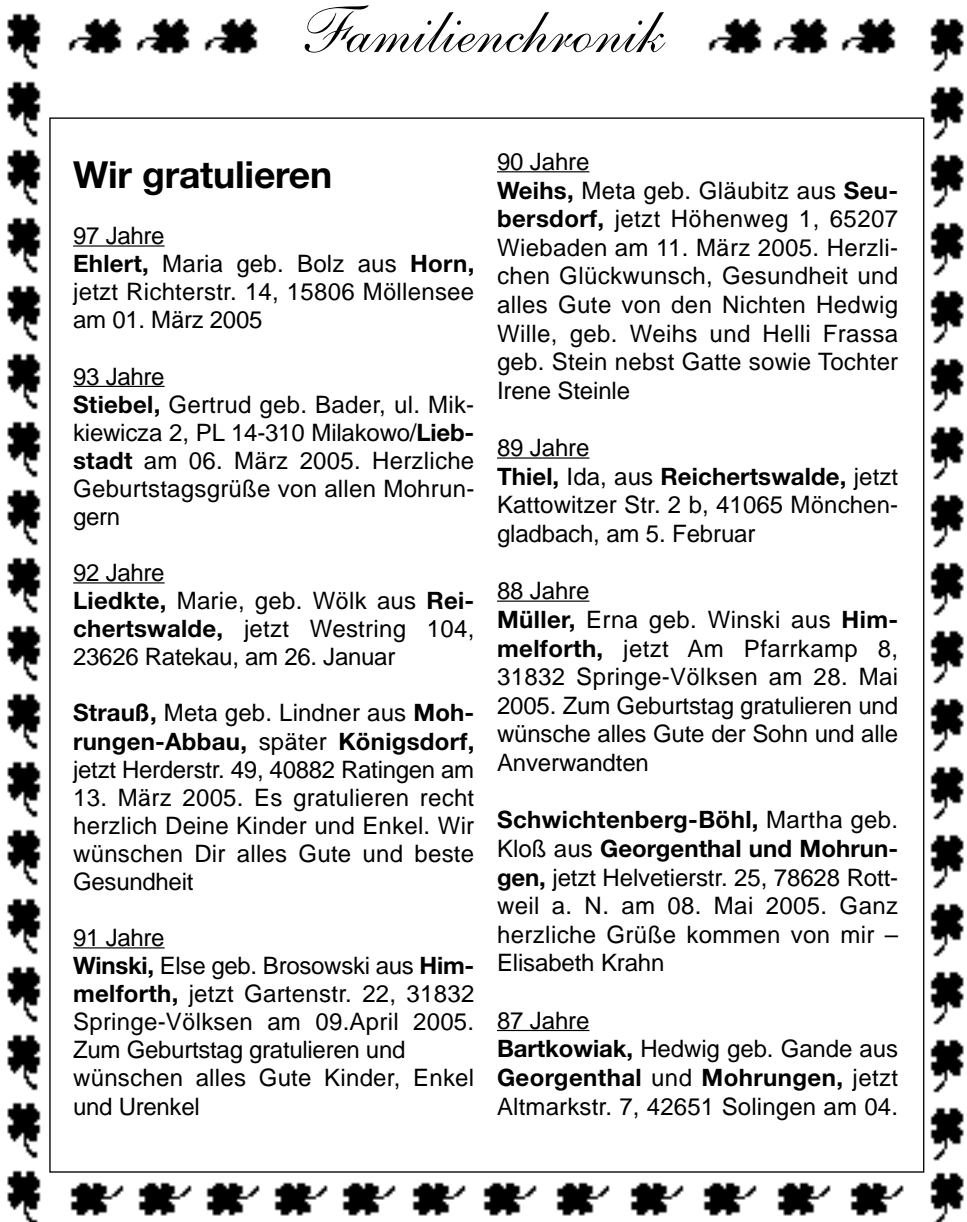 Familienchronik
Wir gratulieren
97 Jahre
Ehlert, Maria geb. Bolz aus Horn,
jetzt Richterstr. 14, 15806 Möllensee
am 01. März 2005
93 Jahre
Stiebel, Gertrud geb. Bader, ul. Mik-
kiewicza 2, PL 14-310 Milakowo/Lieb-
stadt am 06. März 2005. Herzliche
Geburtstagsgrüße von allen Mohrun-
gern
92 Jahre
Liedkte, Marie, geb. Wölk aus Rei-
chertswalde, jetzt Westring 104,
23626 Ratekau, am 26. Januar
Strauß, Meta geb. Lindner aus Moh-
rungen-Abbau, später Königsdorf,
jetzt Herderstr. 49, 40882 Ratingen am
13. März 2005. Es gratulieren recht
herzlich Deine Kinder und Enkel. Wir
wünschen Dir alles Gute und beste
Gesundheit
91 Jahre
Winski, Else geb. Brosowski aus Him-
melforth, jetzt Gartenstr. 22, 31832
Springe-Völksen am 09.April 2005.
Zum Geburtstag gratulieren und
wünschen alles Gute Kinder, Enkel
und Urenkel
90 Jahre
Weihs, Meta geb. Gläubitz aus Seu-
bersdorf, jetzt Höhenweg 1, 65207
Wiebaden am 11. März 2005. Herzli-
chen Glückwunsch, Gesundheit und
alles Gute von den Nichten Hedwig
Wille, geb. Weihs und Helli Frassa
geb. Stein nebst Gatte sowie Tochter
Irene Steinle
89 Jahre
Thiel, Ida, aus Reichertswalde, jetzt
Kattowitzer Str. 2 b, 41065 Mönchen-
gladbach, am 5. Februar
88 Jahre
Müller, Erna geb. Winski aus Him-
melforth, jetzt Am Pfarrkamp 8,
31832 Springe-Völksen am 28. Mai
2005. Zum Geburtstag gratulieren und
wünsche alles Gute der Sohn und alle
Anverwandten
Schwichtenberg-Böhl, Martha geb.
Kloß aus Georgenthal und Mohrun-
gen, jetzt Helvetierstr. 25, 78628 Rott-
weil a. N. am 08. Mai 2005. Ganz
herzliche Grüße kommen von mir –
Elisabeth Krahn
87 Jahre
Bartkowiak, Hedwig geb. Gande aus
Georgenthal und Mohrungen, jetzt
Altmarkstr. 7, 42651 Solingen am 04.